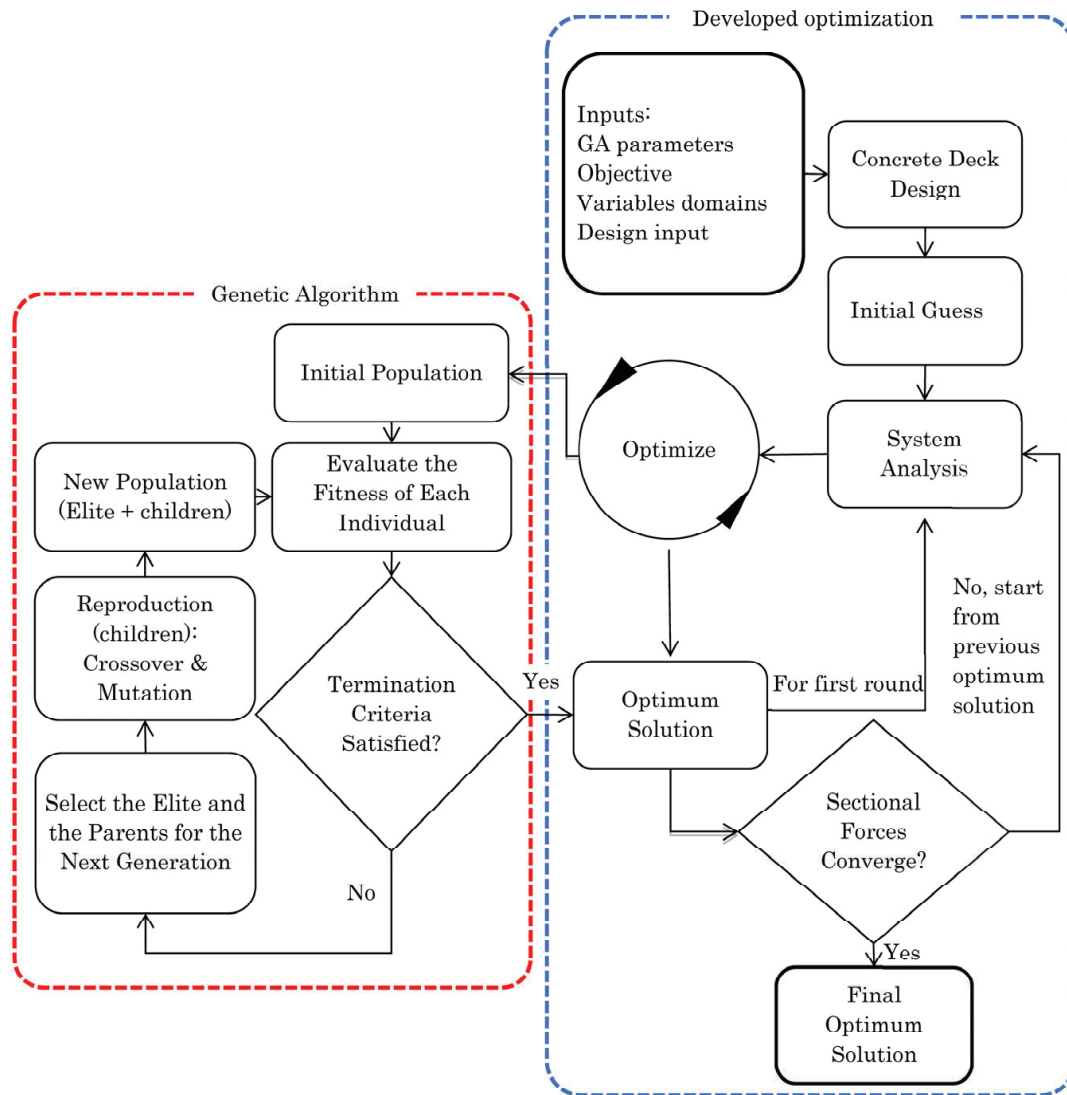 Developed optimization
Inputs:
GA parameters
Objective
Variables domains
Design input
Concrete Deck
Design
Initial Guess
System
Analysis
Optimize
Genetic Algorithm
Initial Population
Evaluate the
Fitness of Each
Individual
New Population
(Elite + children)
Reproduction
(children):
Crossover &
Mutation
Select the Elite and
the Parents for the
Next Generation
Termination
Criteria
Satisfied?
No
Yes
Optimum
Solution
For first round
No, start
from
previous
optimum
solution
Sectional
Forces
Converge?
Yes
Final
Optimum
Solution